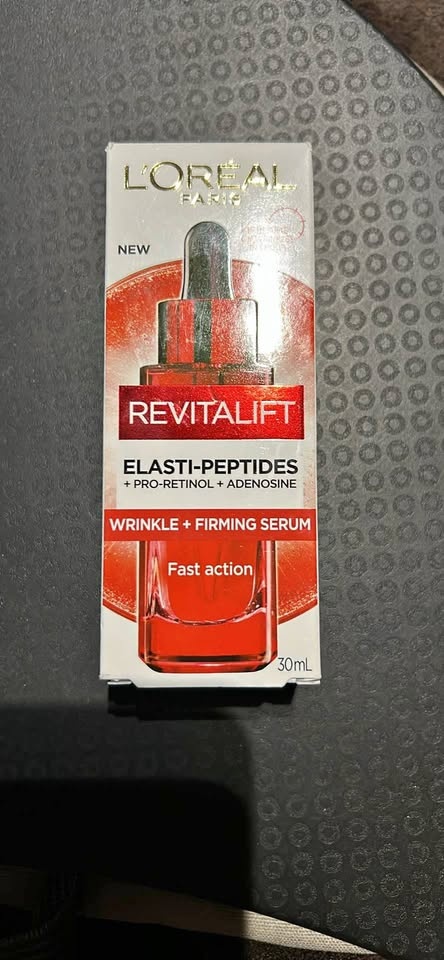 L'ORÉAL
PARIS
NEW
REVITALIFT
ELASTI-PEPTIDES
+ PRO-RETINOL + ADENOSINE
WRINKLE + FIRMING SERUM
Fast action
30mL